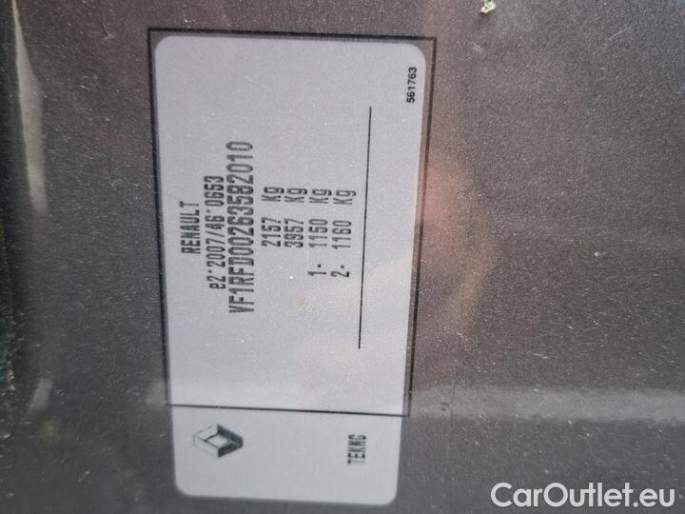 RENAULT
e2*2007/46*0653
VF1RFD00263582010
2157 Kg
3957 Kg
1- 1150 Kg
2- 1160 Kg
561763
TEKNG
CarOutlet.eu